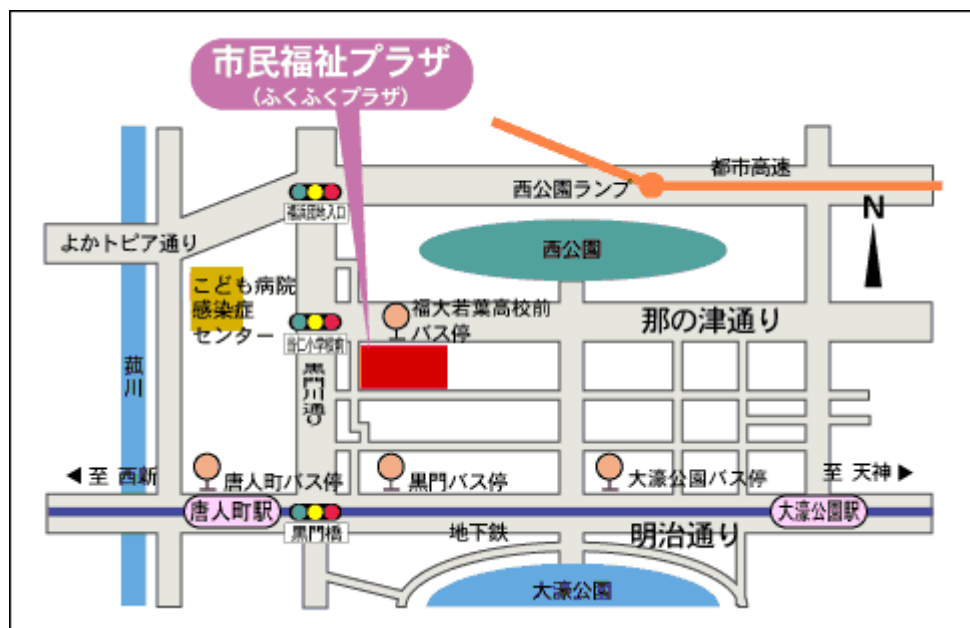 市民福祉プラザ
（ふくふくプラザ）
都市高速
西公園ランプ
N
福浜団地入口
よかトピア通り
西公園
こども病院
感染症
センター
福大若葉高校前
バス停
那の津通り
当仁小学校前
菰川
黒門川通り
◀至 西新
唐人町バス停
黒門バス停
大濠公園バス停
至 天神▶
唐人町駅
大濠公園駅
黒門橋
地下鉄
明治通り
大濠公園